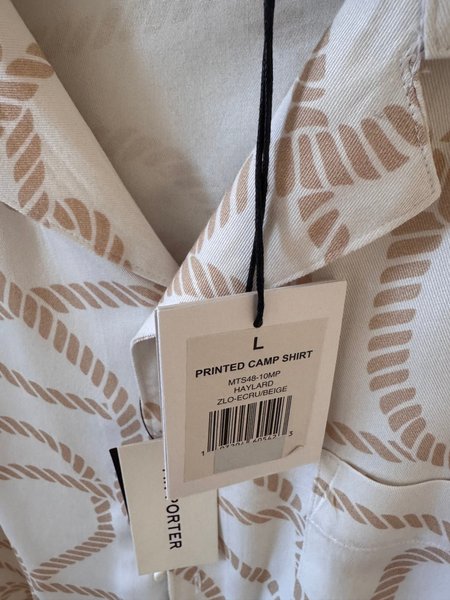 L
PRINTED CAMP SHIRT
MTS48-10MP
HAYLARD
ZLO-ECRU/BEIGE
PORTER